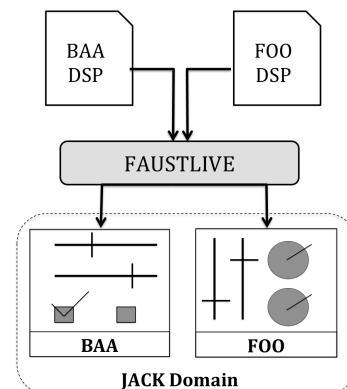 BAA
DSP
FOO
DSP
FAUSTLIVE
BAA
FOO
JACK Domain